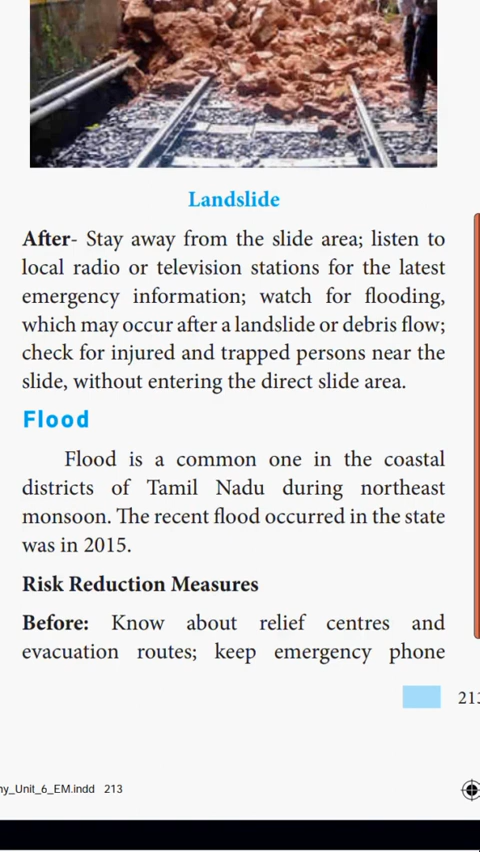 Landslide
After- Stay away from the slide area; listen to
local radio or television stations for the latest
emergency information; watch for flooding,
which may occur after a landslide or debris flow;
check for injured and trapped persons near the
slide, without entering the direct slide area.
Flood
Flood is a common one in the coastal
districts of Tamil Nadu during northeast
monsoon. The recent flood occurred in the state
was in 2015.
Risk Reduction Measures
Before: Know about relief centres and
evacuation routes; keep emergency phone
213
ny_Unit_6_EM.indd 213